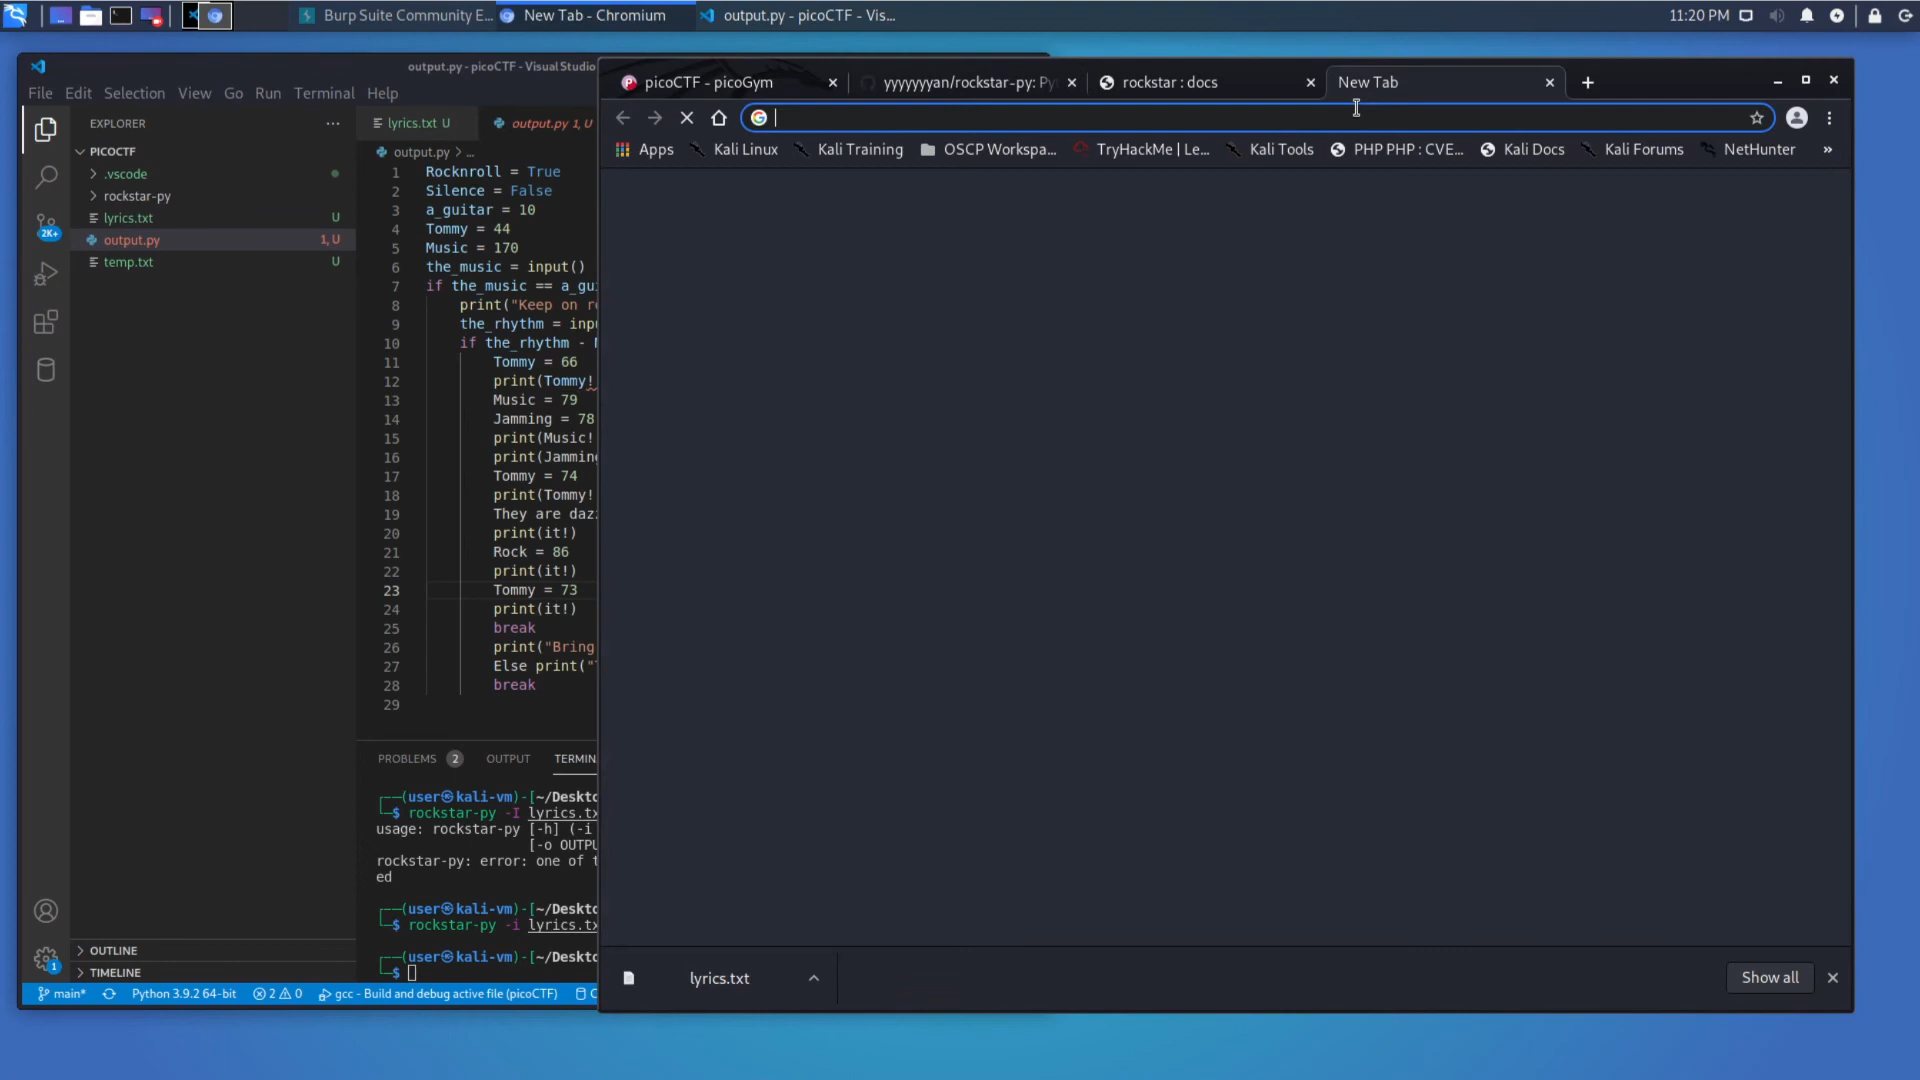 Burp Suite Community E...
New Tab - Chromium
output.py - picoCTF - Vis...
11:20 PM
output.py - picoCTF - Visual Studio
File Edit Selection View Go Run Terminal Help
EXPLORER
PICOCTF
.vscode
rockstar-py
lyrics.txt U
output.py 1, U
temp.txt U
2K+
OUTLINE
TIMELINE
1
lyrics.txt U
output.py 1, U
output.py > ...
1 Rocknroll = True
2 Silence = False
3 a_guitar = 10
4 Tommy = 44
5 Music = 170
6 the_music = input()
7 if the_music == a_gu
8 print("Keep on r
9 the_rhythm = inp
10 if the_rhythm -
11 Tommy = 66
12 print(Tommy!
13 Music = 79
14 Jamming = 78
15 print(Music!
16 print(Jamming
17 Tommy = 74
18 print(Tommy!
19 They are daz
20 print(it!)
21 Rock = 86
22 print(it!)
23 Tommy = 73
24 print(it!)
25 break
26 print("Bring
27 Else print("
28 break
29
PROBLEMS 2 OUTPUT TERMIN
(user㉿kali-vm)-[~/Deskto
$ rockstar-py -I lyrics.tx
usage: rockstar-py [-h] (-i
[-o OUTPU
rockstar-py: error: one of t
ed
(user㉿kali-vm)-[~/Deskto
$ rockstar-py -i lyrics.tx
(user㉿kali-vm)-[~/Deskto
$
main* Python 3.9.2 64-bit 2 0 gcc - Build and debug active file (picoCTF)
picoCTF - picoGym
yyyyyyyan/rockstar-py: Py
rockstar : docs
New Tab
Apps
Kali Linux
Kali Training
OSCP Workspa...
TryHackMe | Le...
Kali Tools
PHP PHP : CVE...
Kali Docs
Kali Forums
NetHunter
»
lyrics.txt
Show all